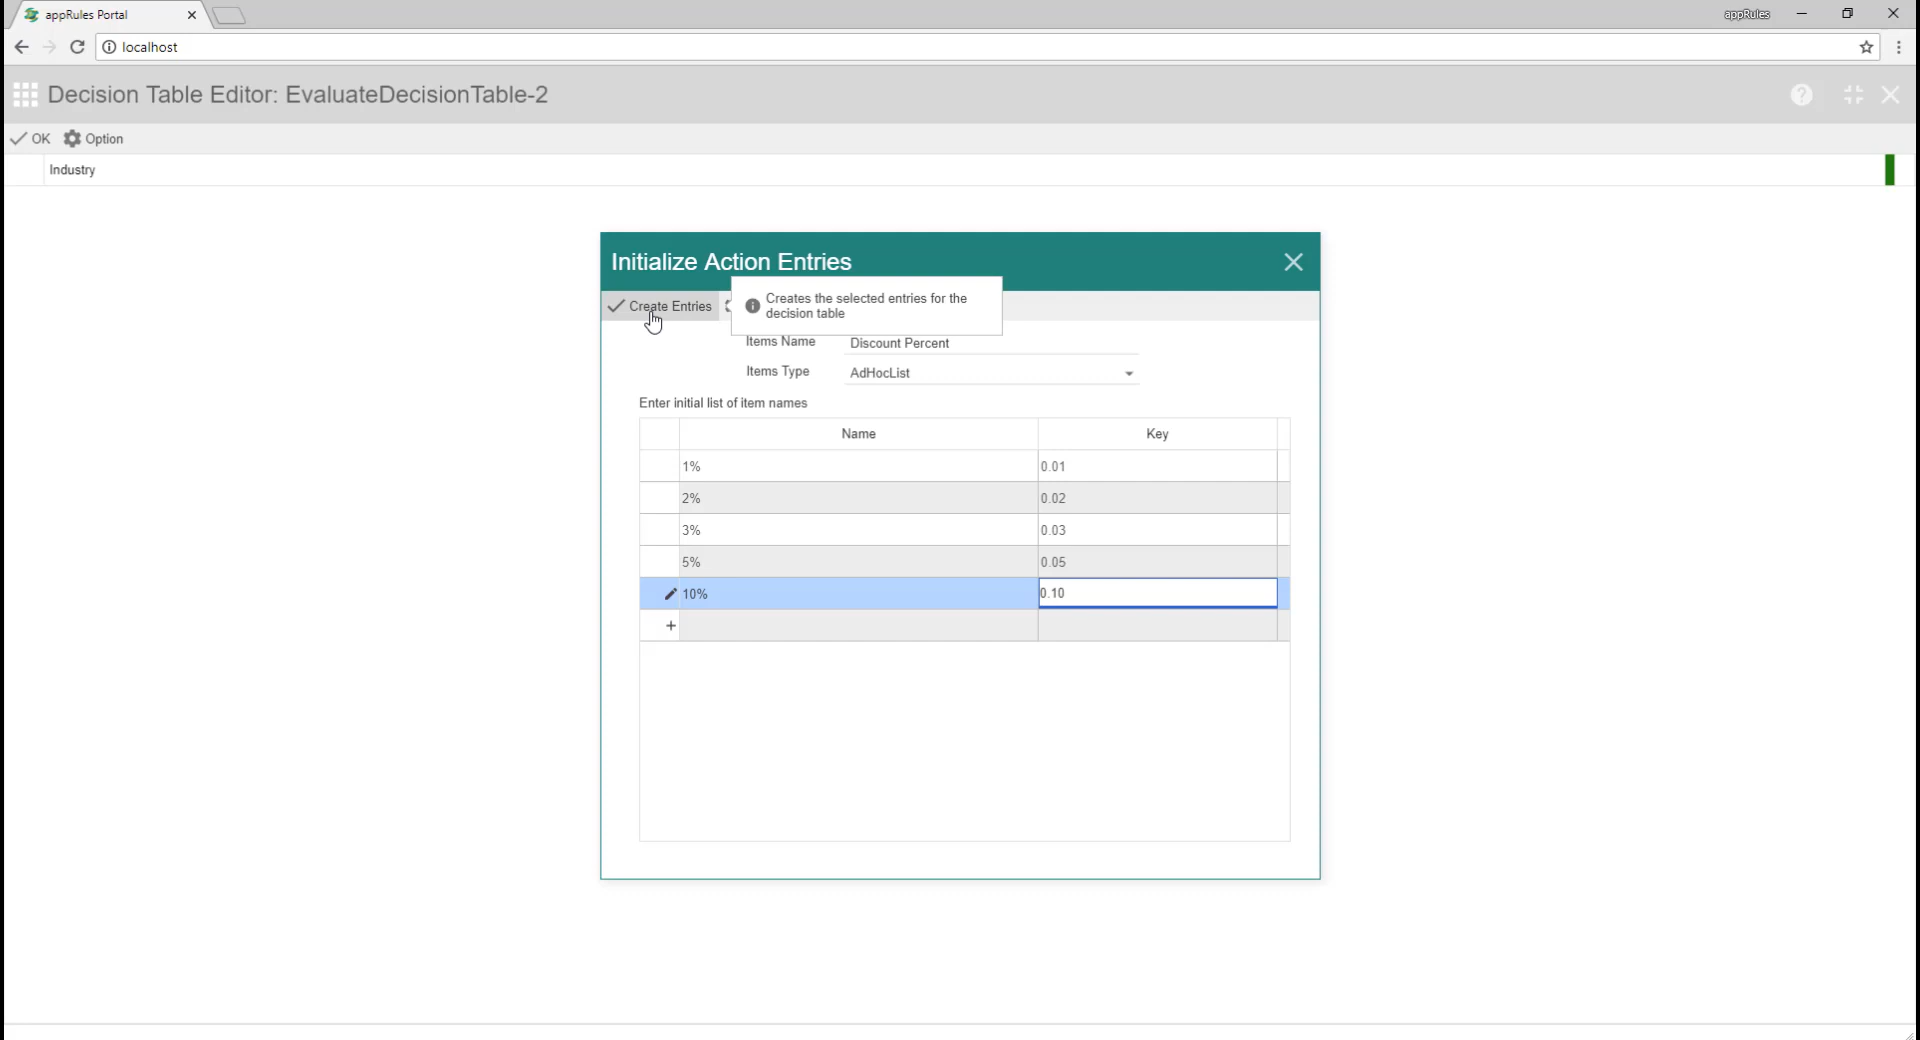 appRules Portal
appRules
localhost
Decision Table Editor: EvaluateDecisionTable-2
OK Option
Industry
Initialize Action Entries
Create Entries
Creates the selected entries for the
decision table
Items Name Discount Percent
Items Type AdHocList
Enter initial list of item names
Name Key
1% 0.01
2% 0.02
3% 0.03
5% 0.05
10% 0.10